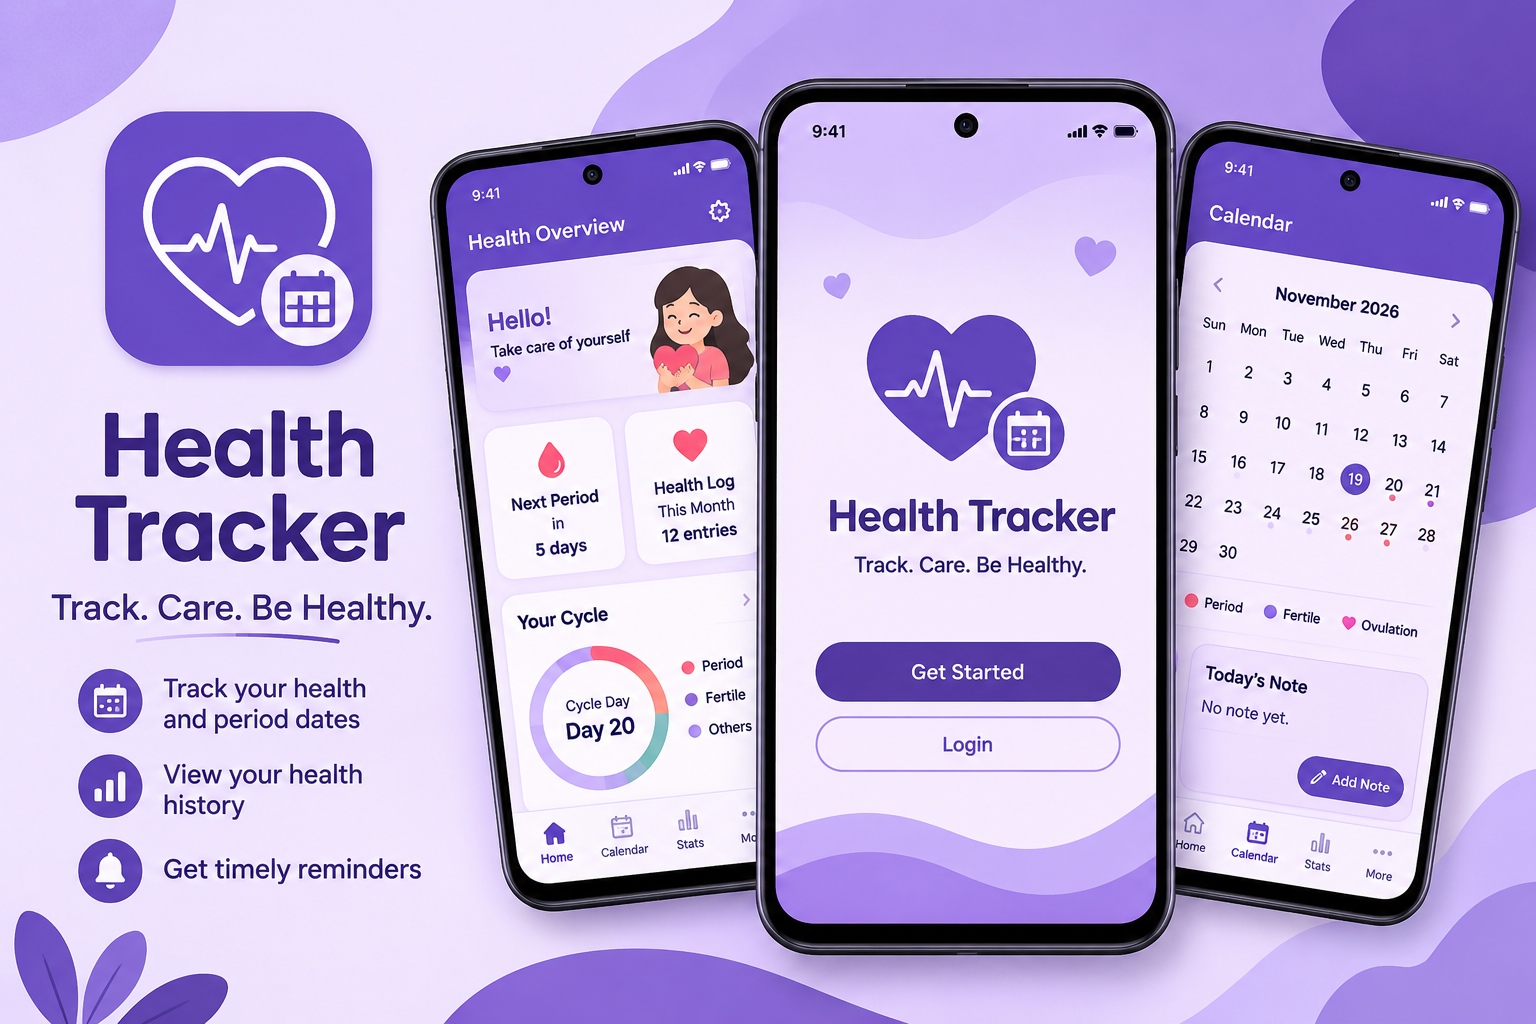 Health
Tracker
Track. Care. Be Healthy.
Track your health
and period dates
View your health
history
Get timely reminders
9:41
Health Overview
Hello!
Take care of yourself
Next Period
in
5 days
Health Log
This Month
12 entries
Your Cycle
Cycle Day
Day 20
Period
Fertile
Others
Home
Calendar
Stats
Mo
9:41
Health Tracker
Track. Care. Be Healthy.
Get Started
Login
9:41
Calendar
November 2026
Sun Mon Tue Wed Thu Fri Sat
1 2 3 4 5 6 7
8 9 10 11 12 13 14
15 16 17 18 19 20 21
22 23 24 25 26 27 28
29 30
Period Fertile Ovulation
Today's Note
No note yet.
Add Note
Home Calendar Stats More